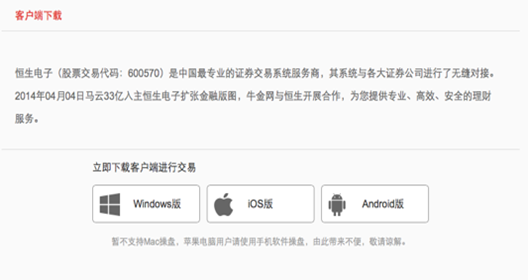 客户端下载
恒生电子（股票交易代码：600570）是中国最专业的证券交易系统服务商，其系统与各大证券公司进行了无缝对接。
2014年04月04日马云33亿入主恒生电子扩张金融版图，牛金网与恒生开展合作，为您提供专业、高效、安全的理财
服务。
立即下载客户端进行交易
Windows版
iOS版
Android版
暂不支持Mac操盘，苹果电脑用户请使用手机软件操盘，由此带来不便，敬请谅解。